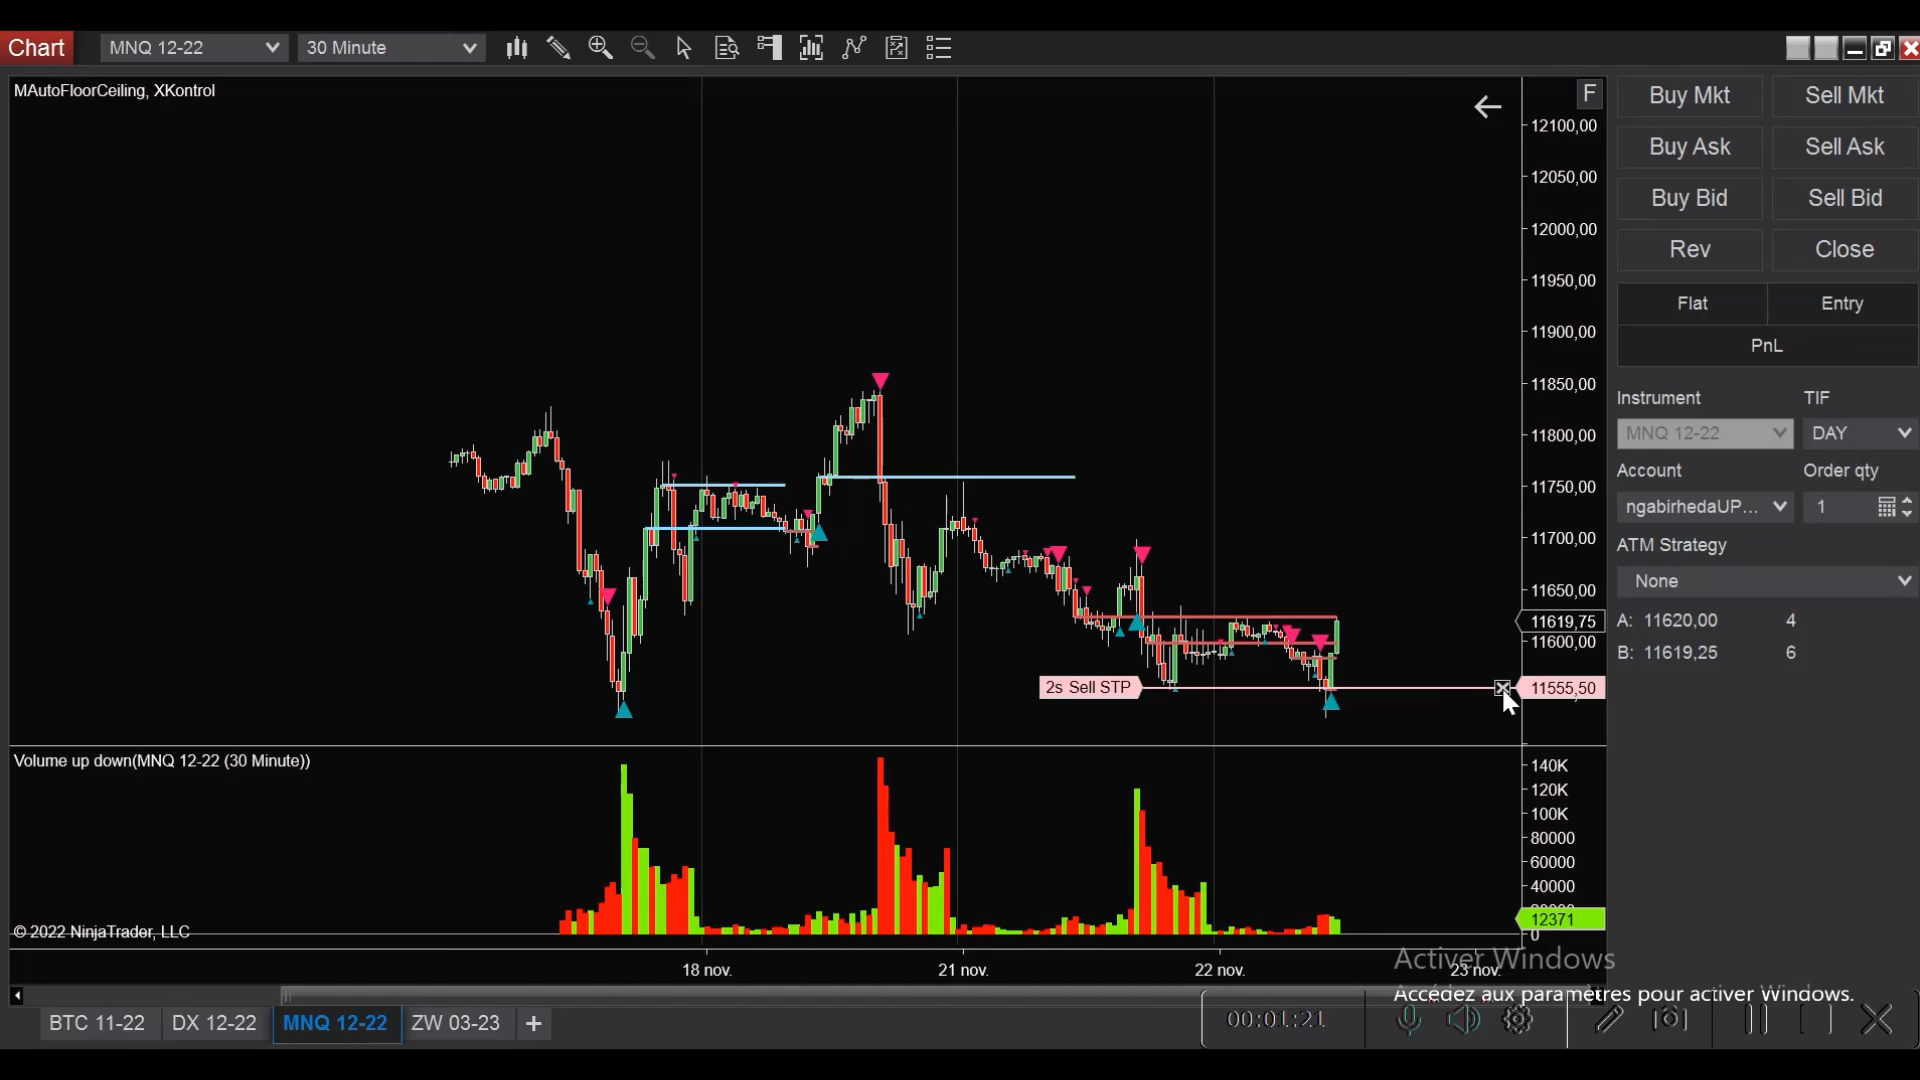 Chart
MNQ 12-22
30 Minute
MAutoFloorCeiling, XKontrol
F
12100,00
12050,00
12000,00
11950,00
11900,00
11850,00
11800,00
11750,00
11700,00
11650,00
11619,75
11600,00
2s Sell STP
11555,50
Buy Mkt
Sell Mkt
Buy Ask
Sell Ask
Buy Bid
Sell Bid
Rev
Close
Flat
Entry
PnL
Instrument
TIF
MNQ 12-22
DAY
Account
Order qty
ngabirhedaUP...
1
ATM Strategy
None
A: 11620,00 4
B: 11619,25 6
Volume up down(MNQ 12-22 (30 Minute))
140K
120K
100K
80000
60000
40000
12371
0
© 2022 NinjaTrader, LLC
18 nov.
21 nov.
22 nov.
23 nov.
Activer Windows
Accédez aux paramètres pour activer Windows.
BTC 11-22
DX 12-22
MNQ 12-22
ZW 03-23
+
00:01:21